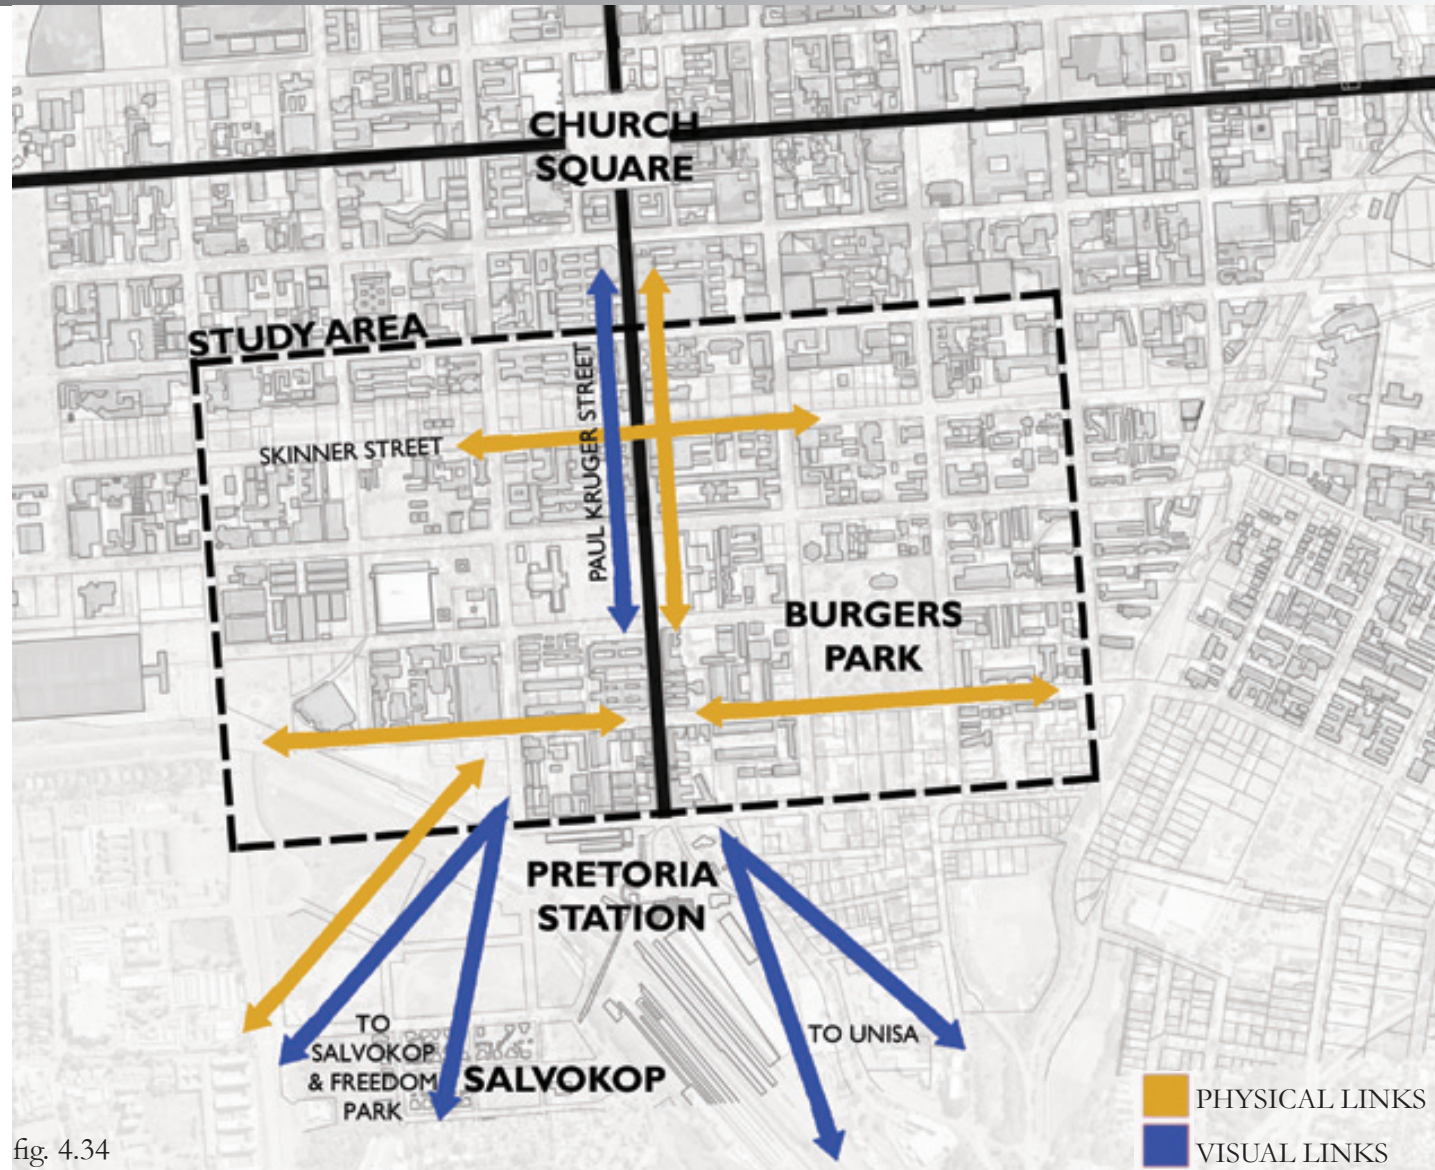 CHURCH
SQUARE
STUDY AREA
SKINNER STREET
PAUL KRUGER STREET
BURGERS
PARK
PRETORIA
STATION
TO
SALVOKOP
& FREEDOM
PARK
SALVOKOP
TO UNISA
PHYSICAL LINKS
VISUAL LINKS
fig. 4.34